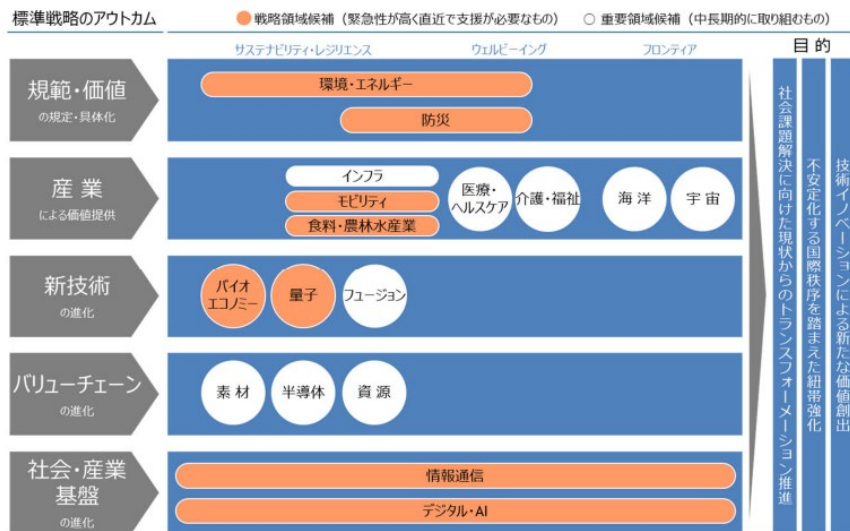 標準戦略のアウトカム
戦略領域候補(緊急性が高く直近で支援が必要なもの)
重要領域候補(中長期的に取り組むもの)
サステナビリティ・レジリエンス
ウェルビーイング
フロンティア
目的
規範・価値
の規定・具体化
環境・エネルギー
防災
産業
による価値提供
インフラ
モビリティ
食料・農林水産業
医療・
ヘルスケア
介護・福祉
海洋
宇宙
新技術
の進化
バイオ
エコノミー
量子
フュージョン
バリューチェーン
の進化
素材
半導体
資源
社会・産業
基盤
の進化
情報通信
デジタル・AI
社会課題解決に向けた現状からのトランスフォーメーション推進
不安定化する国際秩序を踏まえた紐帯強化
技術イノベーションによる新たな価値創出